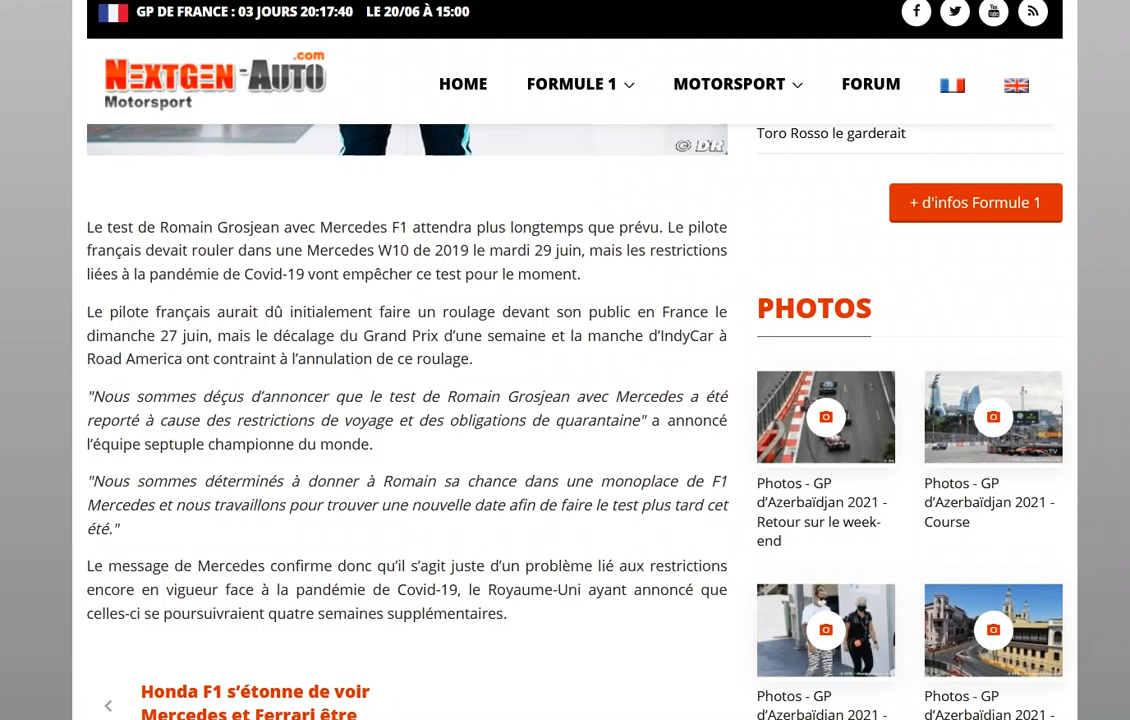 GP DE FRANCE : 03 JOURS 20:17:40 LE 20/06 À 15:00
You Tube
.com
NEXTGEN-AUTO
Motorsport
HOME FORMULE 1 MOTORSPORT FORUM
© DR
Toro Rosso le garderait
+ d'infos Formule 1
Le test de Romain Grosjean avec Mercedes F1 attendra plus longtemps que prévu. Le pilote
français devait rouler dans une Mercedes W10 de 2019 le mardi 29 juin, mais les restrictions
liées à la pandémie de Covid-19 vont empêcher ce test pour le moment.
Le pilote français aurait dû initialement faire un roulage devant son public en France le
dimanche 27 juin, mais le décalage du Grand Prix d’une semaine et la manche d’IndyCar à
Road America ont contraint à l’annulation de ce roulage.
"Nous sommes déçus d’annoncer que le test de Romain Grosjean avec Mercedes a été
reporté à cause des restrictions de voyage et des obligations de quarantaine" a annoncé
l’équipe septuple championne du monde.
"Nous sommes déterminés à donner à Romain sa chance dans une monoplace de F1
Mercedes et nous travaillons pour trouver une nouvelle date afin de faire le test plus tard cet
été."
Le message de Mercedes confirme donc qu’il s’agit juste d’un problème lié aux restrictions
encore en vigueur face à la pandémie de Covid-19, le Royaume-Uni ayant annoncé que
celles-ci se poursuivraient quatre semaines supplémentaires.
Honda F1 s’étonne de voir
Mercedes et Ferrari être
PHOTOS
Photos - GP
d’Azerbaïdjan 2021 -
Retour sur le week-
end
Photos - GP
d’Azerbaïdjan 2021 -
Course
Photos - GP
d’Azerbaïdjan 2021 -
Photos - GP
d’Azerbaïdjan 2021 -